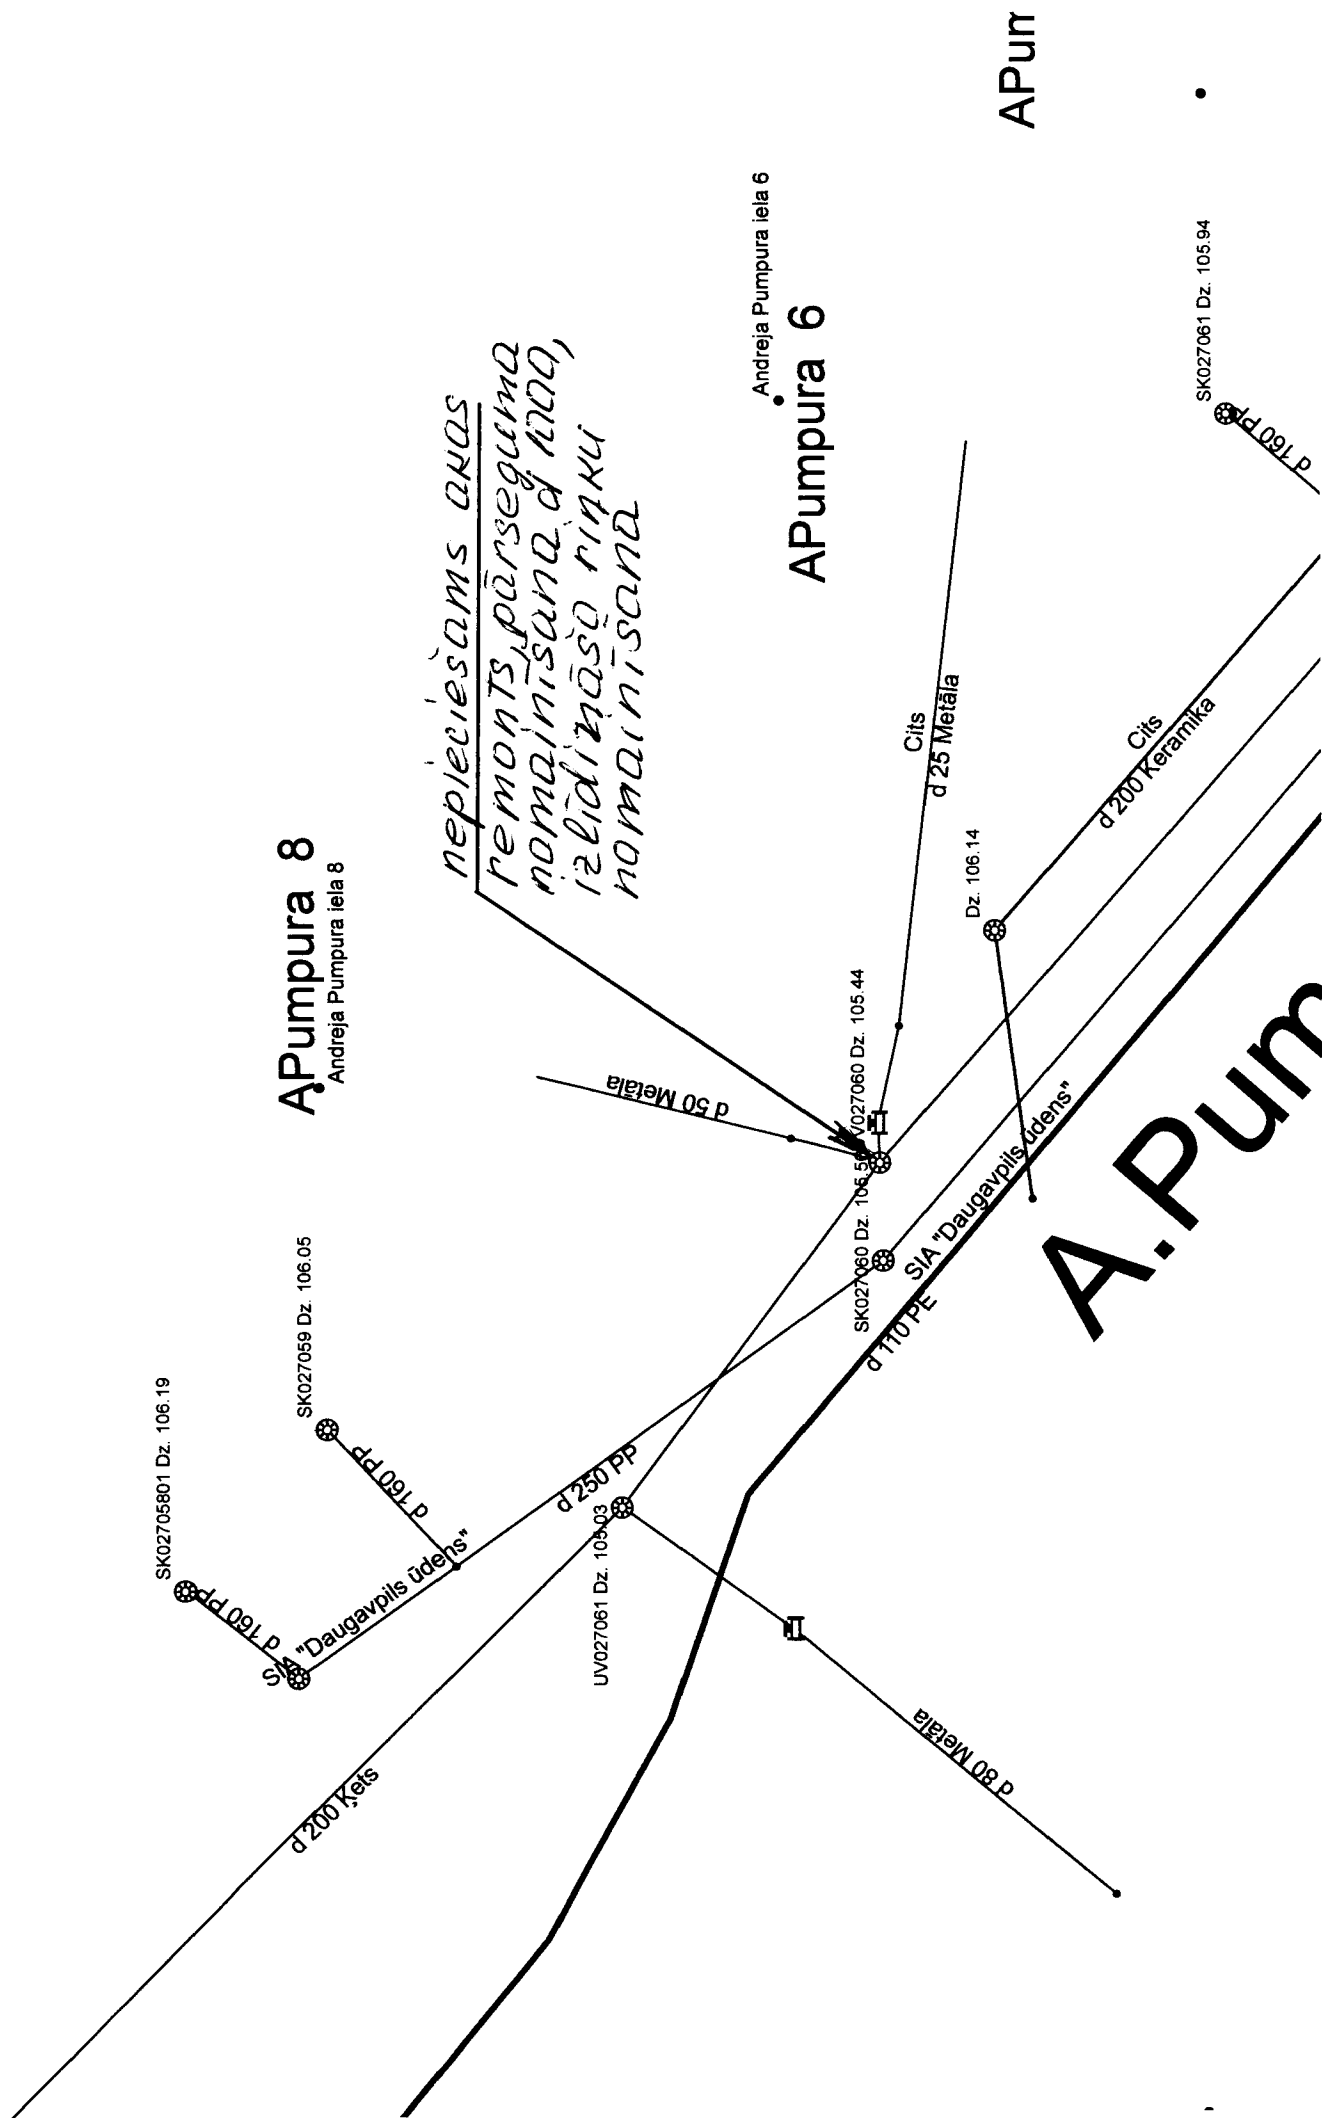 APumpura 8
Andreja Pumpura iela 8
nepieciešams akas
remonts, pārseguma
nomainīšana d 1000,
izlīdzināšo riņķu
nomainīšana
Andreja Pumpura iela 6
APumpura 6
APum
SK027061 Dz. 105.94
d 160 PP
Cits
d 25 Metāla
Cits
d 200 Keramika
Dz. 106.14
d 50 Metāla
UV027060 Dz. 105.44
SK027060 Dz.
SIA "Daugavpils ūdens"
d 110 PE
A.Pum
SK027059 Dz. 106.05
d 160 PP
SK02705801 Dz. 106.19
d 160 PP
SIA "Daugavpils ūdens"
d 250 PP
UV027061 Dz. 105.03
d 200 Ķets
d 80 Metāla